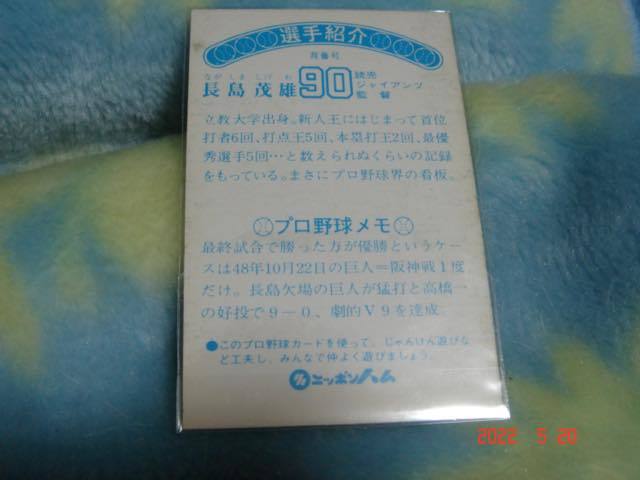 選手紹介
背番号
ながしましげお
長島茂雄 90 読売
ジャイアンツ
監督
立教大学出身。新人王にはじまって首位
打者6回、打点王5回、本塁打王2回、最優
秀選手5回…と数えられぬくらいの記録
をもっている。まさにプロ野球界の看板。
プロ野球メモ
最終試合で勝った方が優勝というケー
スは48年10月22日の巨人=阪神戦1度
だけ。長島欠場の巨人が猛打と高橋一
の好投で9-0、劇的V9を達成。
●このプロ野球カードを使って、じゃんけん遊びな
ど工夫し、みんなで仲よく遊びましょう。
ニッポンハム
2022 5 20